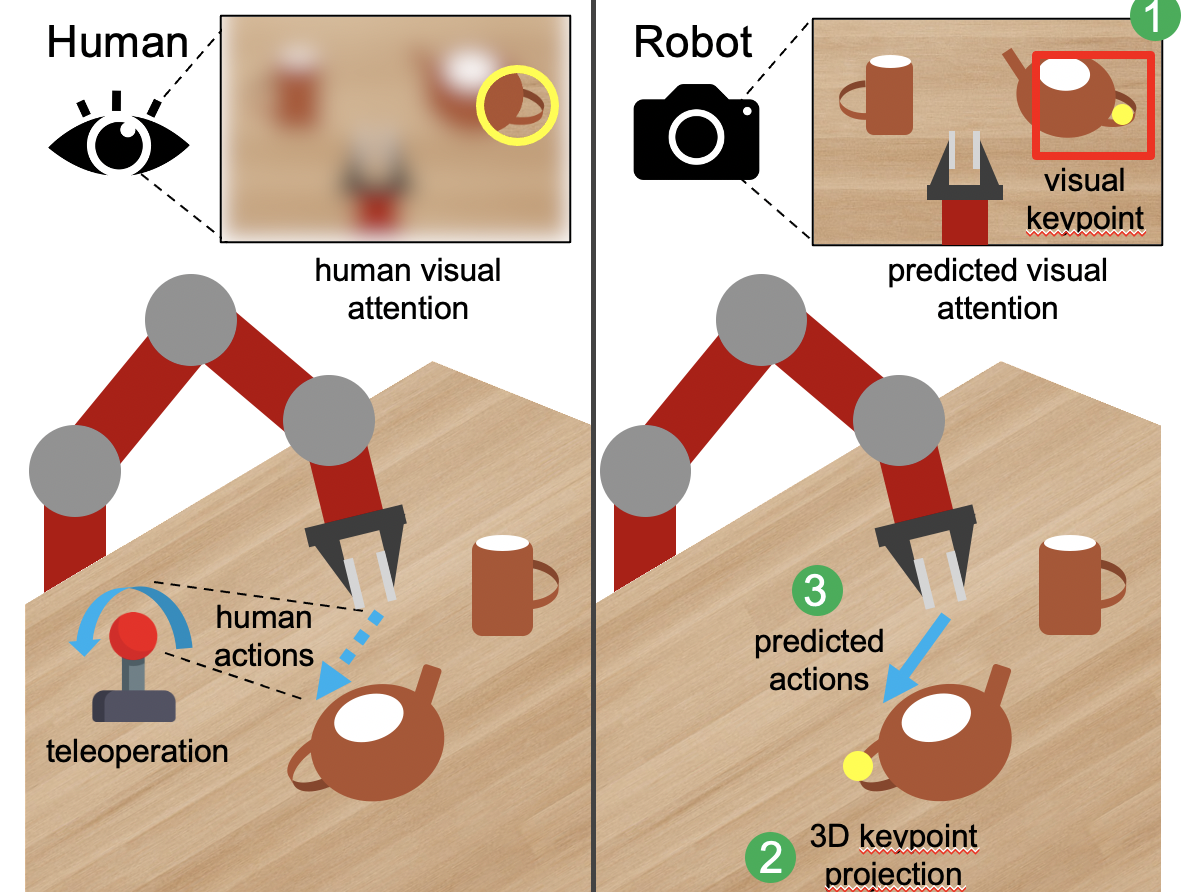 Human
human visual
attention
human
actions
teleoperation
Robot
1
visual
keypoint
predicted visual
attention
3
predicted
actions
2
3D keypoint
projection